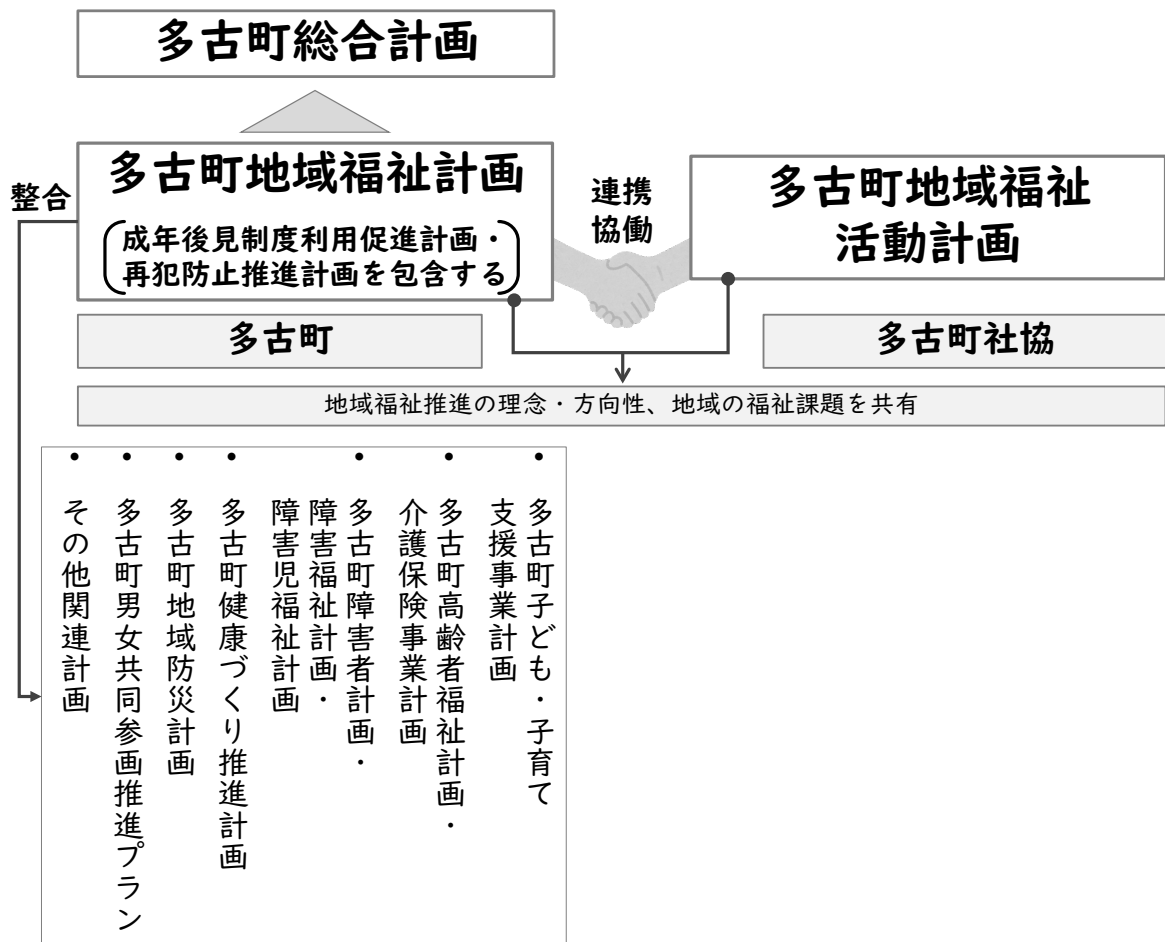 多古町総合計画
多古町地域福祉計画
成年後見制度利用促進計画・
再犯防止推進計画を包含する
整合
連携
協働
多古町地域福祉
活動計画
多古町
多古町社協
地域福祉推進の理念・方向性、地域の福祉課題を共有
• 多古町子ども・子育て
支援事業計画
• 多古町高齢者福祉計画・
介護保険事業計画
• 多古町障害者計画・
障害福祉計画・
障害児福祉計画
• 多古町健康づくり推進計画
• 多古町地域防災計画
• 多古町男女共同参画推進プラン
• その他関連計画